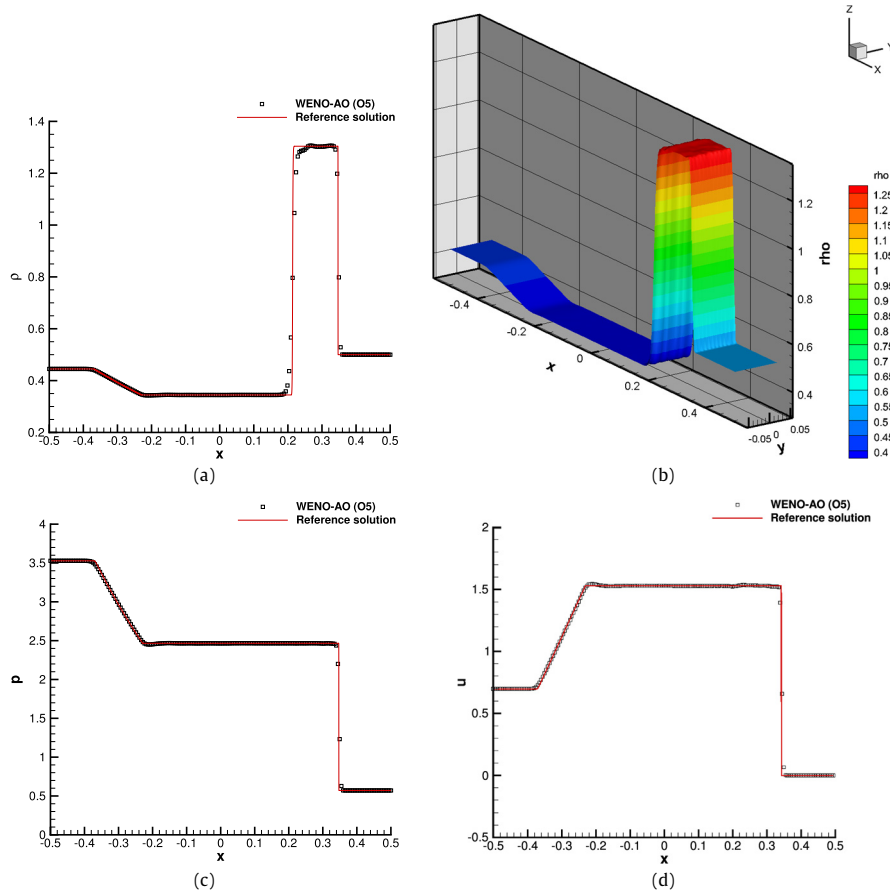 WENO-AO (O5)
Reference solution
ρ
1.4
1.2
1
0.8
0.6
0.4
0.2
-0.5 -0.4 -0.3 -0.2 -0.1 0 0.1 0.2 0.3 0.4 0.5
x
(a)
Z
Y
X
rho
1.25
1.2
1.15
1.1
1.05
1
0.95
0.9
0.85
0.8
0.75
0.7
0.65
0.6
0.55
0.5
0.45
0.4
1.2
1
0.8
0.6
0.4
rho
-0.4
-0.2
0
0.2
0.4
x
-0.05 0 0.05
y
(b)
WENO-AO (O5)
Reference solution
p
4
3.5
3
2.5
2
1.5
1
0.5
0
-0.5 -0.4 -0.3 -0.2 -0.1 0 0.1 0.2 0.3 0.4 0.5
x
(c)
WENO-AO (O5)
Reference solution
u
2
1.5
1
0.5
0
-0.5
-0.5 -0.4 -0.3 -0.2 -0.1 0 0.1 0.2 0.3 0.4 0.5
x
(d)